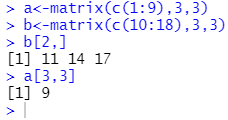 > a<-matrix(c(1:9),3,3)
> b<-matrix(c(10:18),3,3)
> b[2,]
[1] 11 14 17
> a[3,3]
[1] 9
>